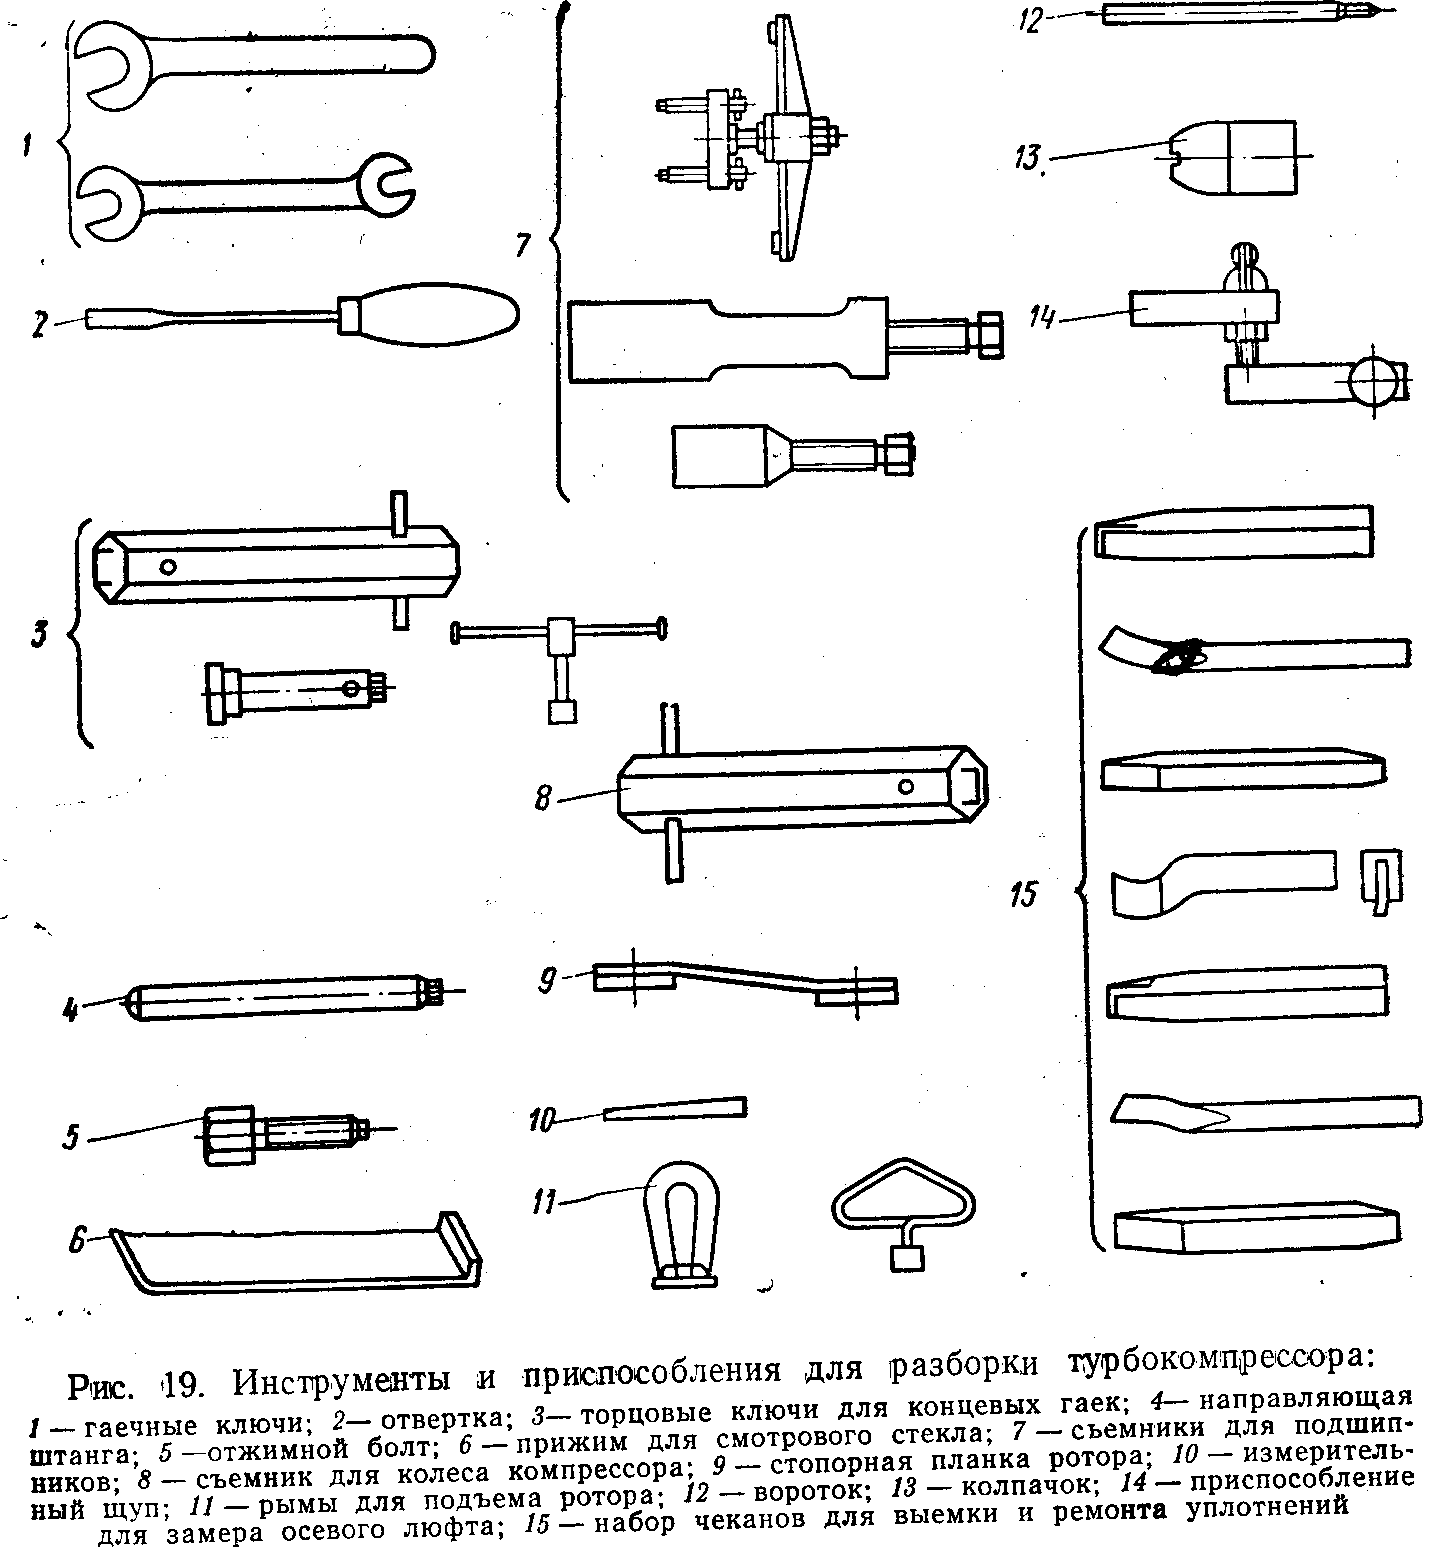 1
2
3
4
5
6
7
8
9
10
11
12
13.
14
15
Рис. 19. Инструменты и приспособления для разборки турбокомпрессора:
1 — гаечные ключи; 2— отвертка; 3— торцовые ключи для концевых гаек; 4— направляющая
штанга; 5 —отжимной болт; 6 — прижим для смотрового стекла; 7 — съемники для подшип-
ников; 8 — съемник для колеса компрессора; 9 — стопорная планка ротора; 10 — измеритель-
ный щуп; 11 — рымы для подъема ротора; 12 — вороток; 13 — колпачок; 14 — приспособление
для замера осевого люфта; 15 — набор чеканов для выемки и ремонта уплотнений